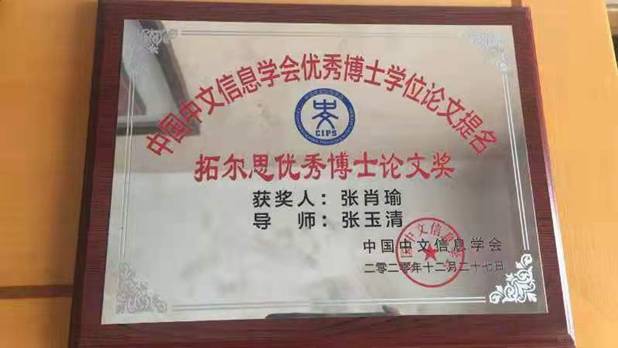 中国中文信息学会优秀博士学位论文提名
CIPS
拓尔思优秀博士论文奖
获奖人：张肖瑜
导 师：张玉清
中国中文信息学会
二零二零年十二月二十七日